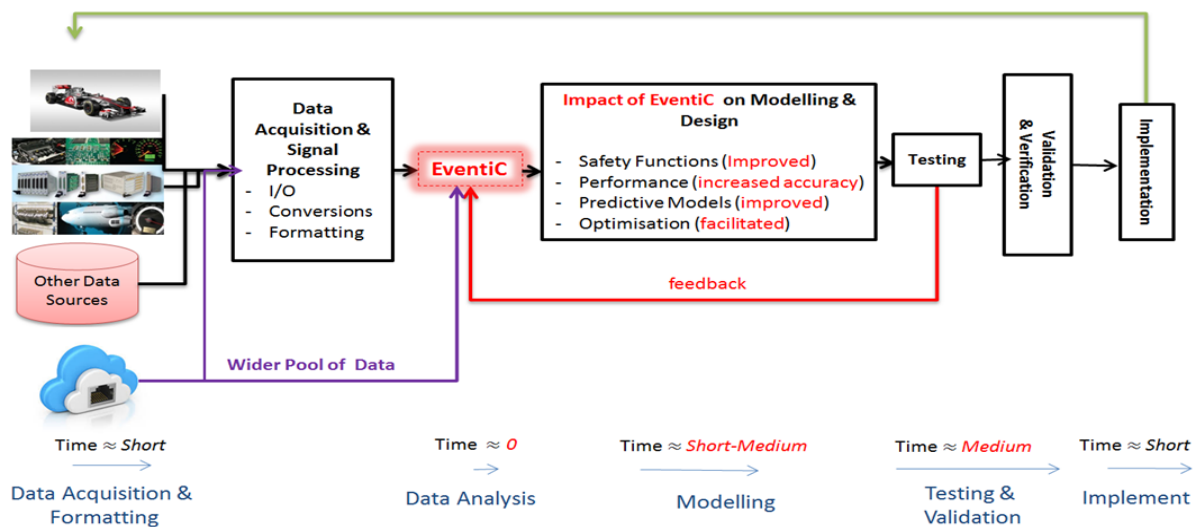 Data
Acquisition &
Signal
Processing
- I/O
- Conversions
- Formatting
EventiC
Impact of EventiC on Modelling &
Design
- Safety Functions (Improved)
- Performance (increased accuracy)
- Predictive Models (improved)
- Optimisation (facilitated)
Testing
Validation
& Verification
Implementation
Other Data
Sources
feedback
Wider Pool of Data
Time ≈ Short
Time ≈ 0
Time ≈ Short-Medium
Time ≈ Medium
Time ≈ Short
Data Acquisition &
Formatting
Data Analysis
Modelling
Testing &
Validation
Implement